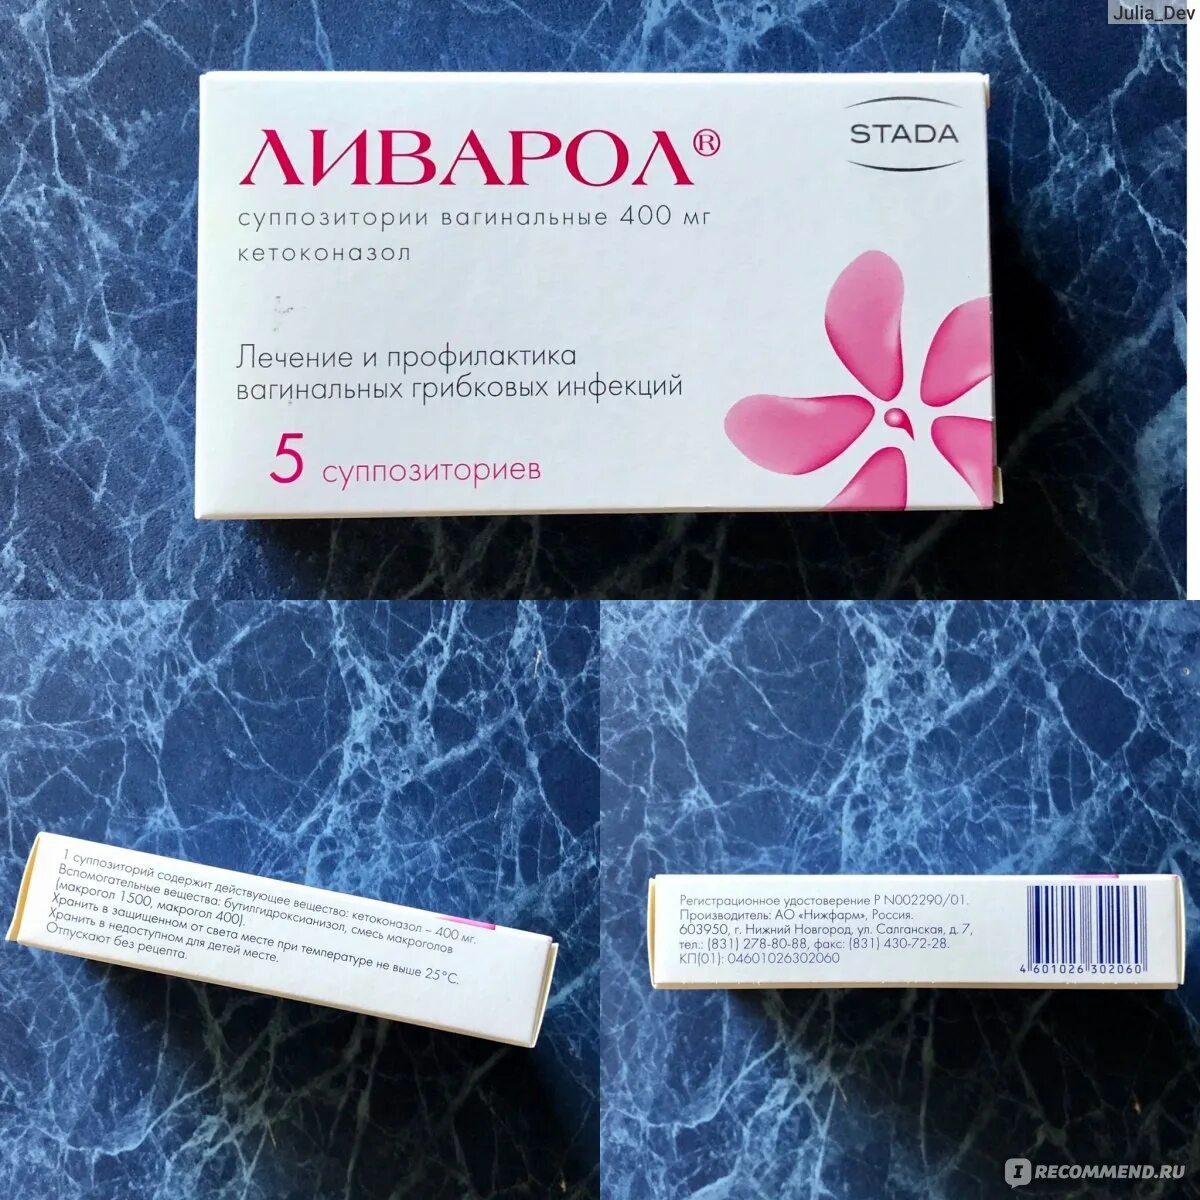 Julia_Dev
ЛИВАРОЛ®
STADA
суппозитории вагинальные 400 мг
кетоконазол
Лечение и профилактика
вагинальных грибковых инфекций
5 суппозиториев
1 суппозиторий содержит действующее вещество: кетоконазол – 400 мг.
Вспомогательные вещества: бутилгидроксианизол, смесь макроголов
(макрогол 1500, макрогол 400).
Хранить в защищенном от света месте при температуре не выше 25°С.
Хранить в недоступном для детей месте.
Отпускают без рецепта.
Регистрационное удостоверение Р N002290/01.
Производитель: АО «Нижфарм», Россия.
603950, г. Нижний Новгород, ул. Салганская, д. 7,
тел.: (831) 278-80-88, факс: (831) 430-72-28.
КП(01): 04601026302060
4 601026 302060
I RECOMMEND.RU